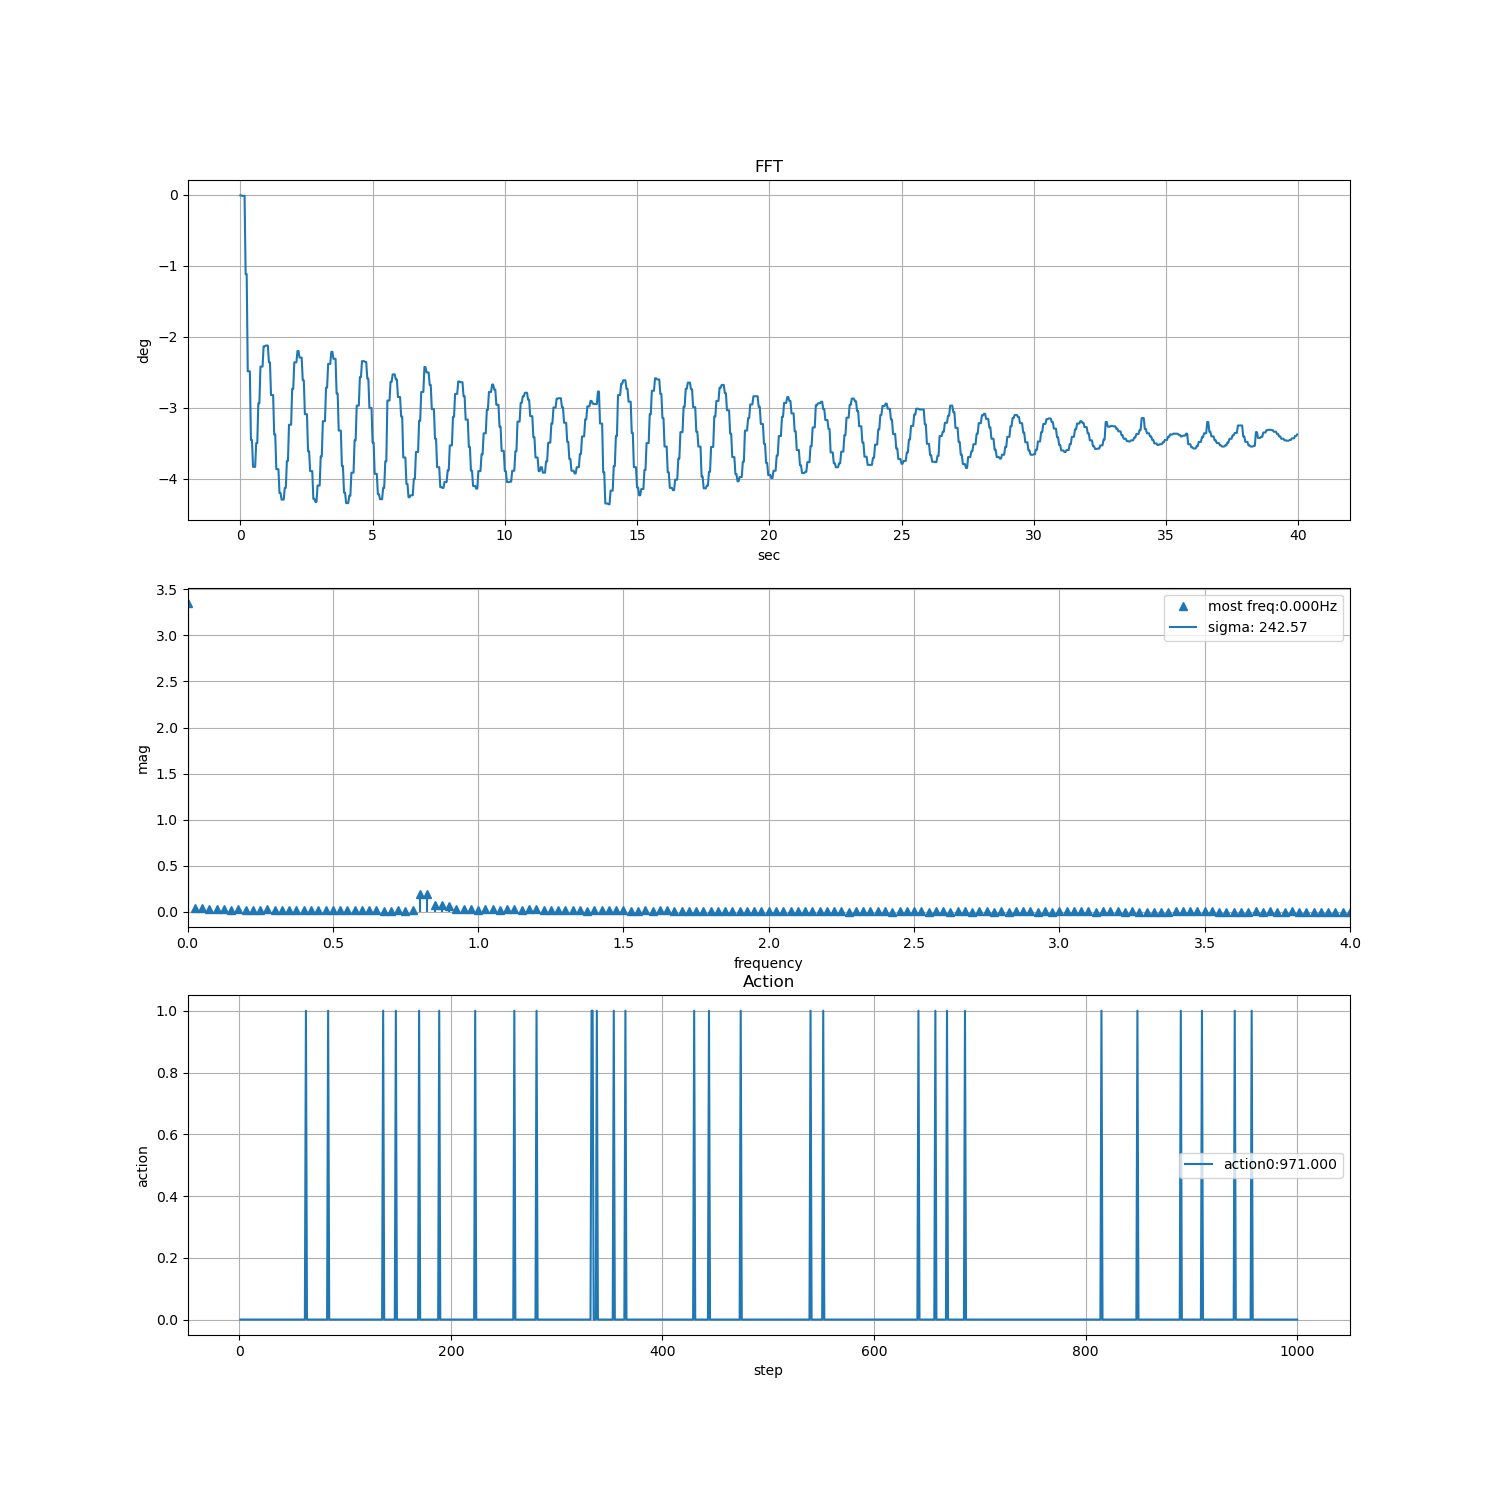 FFT
0
−1
−2
−3
−4
deg
0 5 10 15 20 25 30 35 40
sec
3.5
3.0
2.5
2.0
1.5
1.0
0.5
0.0
mag
most freq:0.000Hz
sigma: 242.57
0.0 0.5 1.0 1.5 2.0 2.5 3.0 3.5 4.0
frequency
Action
1.0
0.8
0.6
0.4
0.2
0.0
action
action0:971.000
0 200 400 600 800 1000
step